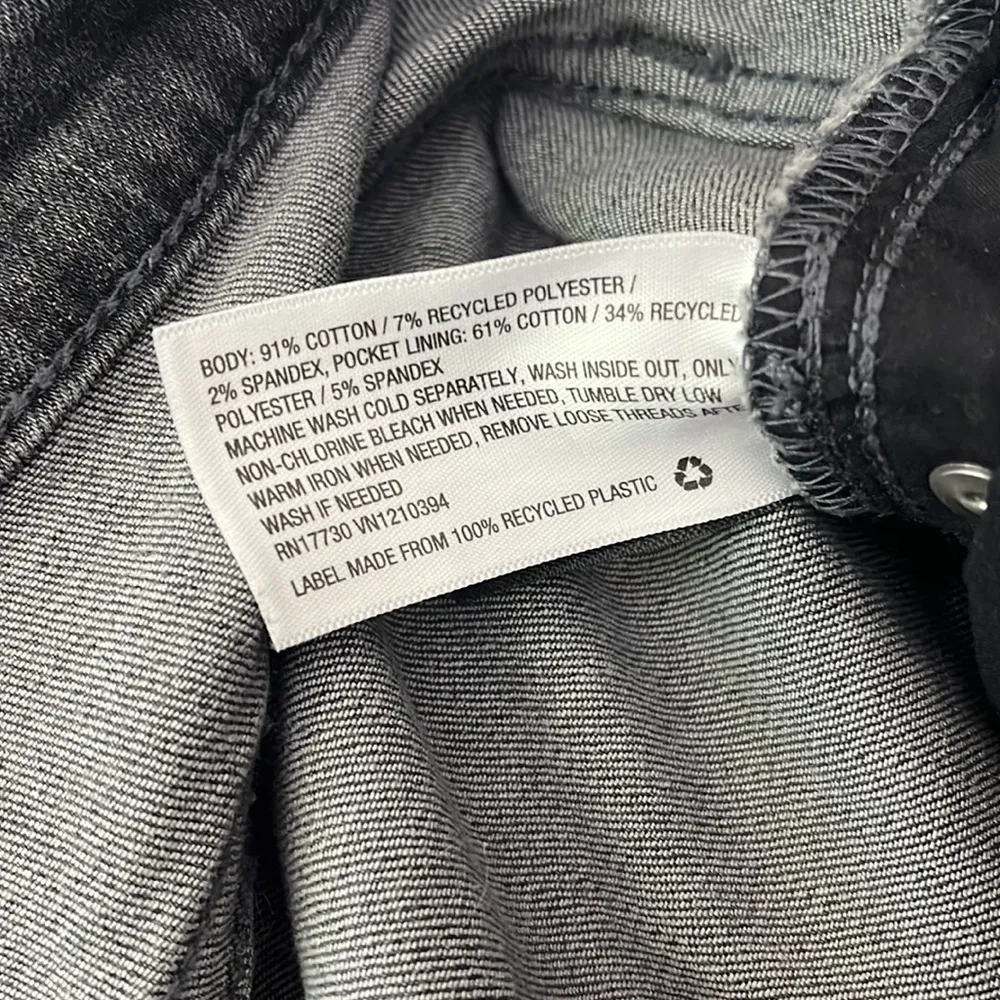 BODY: 91% COTTON / 7% RECYCLED POLYESTER /
2% SPANDEX, POCKET LINING: 61% COTTON / 34% RECYCLED
POLYESTER / 5% SPANDEX
MACHINE WASH COLD SEPARATELY, WASH INSIDE OUT, ONLY
NON-CHLORINE BLEACH WHEN NEEDED, TUMBLE DRY LOW
WARM IRON WHEN NEEDED, REMOVE LOOSE THREADS
WASH IF NEEDED
RN17730 VN1210394
LABEL MADE FROM 100% RECYCLED PLASTIC